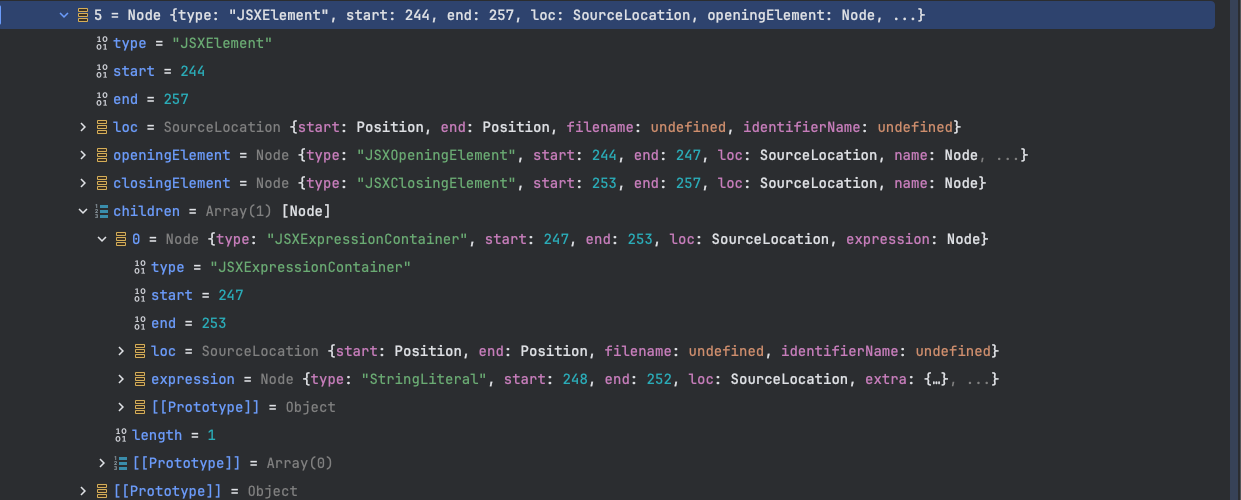 5 = Node {type: "JSXElement", start: 244, end: 257, loc: SourceLocation, openingElement: Node, ...}
type = "JSXElement"
start = 244
end = 257
loc = SourceLocation {start: Position, end: Position, filename: undefined, identifierName: undefined}
openingElement = Node {type: "JSXOpeningElement", start: 244, end: 247, loc: SourceLocation, name: Node, ...}
closingElement = Node {type: "JSXClosingElement", start: 253, end: 257, loc: SourceLocation, name: Node}
children = Array(1) [Node]
0 = Node {type: "JSXExpressionContainer", start: 247, end: 253, loc: SourceLocation, expression: Node}
type = "JSXExpressionContainer"
start = 247
end = 253
loc = SourceLocation {start: Position, end: Position, filename: undefined, identifierName: undefined}
expression = Node {type: "StringLiteral", start: 248, end: 252, loc: SourceLocation, extra: {…}, ...}
[[Prototype]] = Object
length = 1
[[Prototype]] = Array(0)
[[Prototype]] = Object